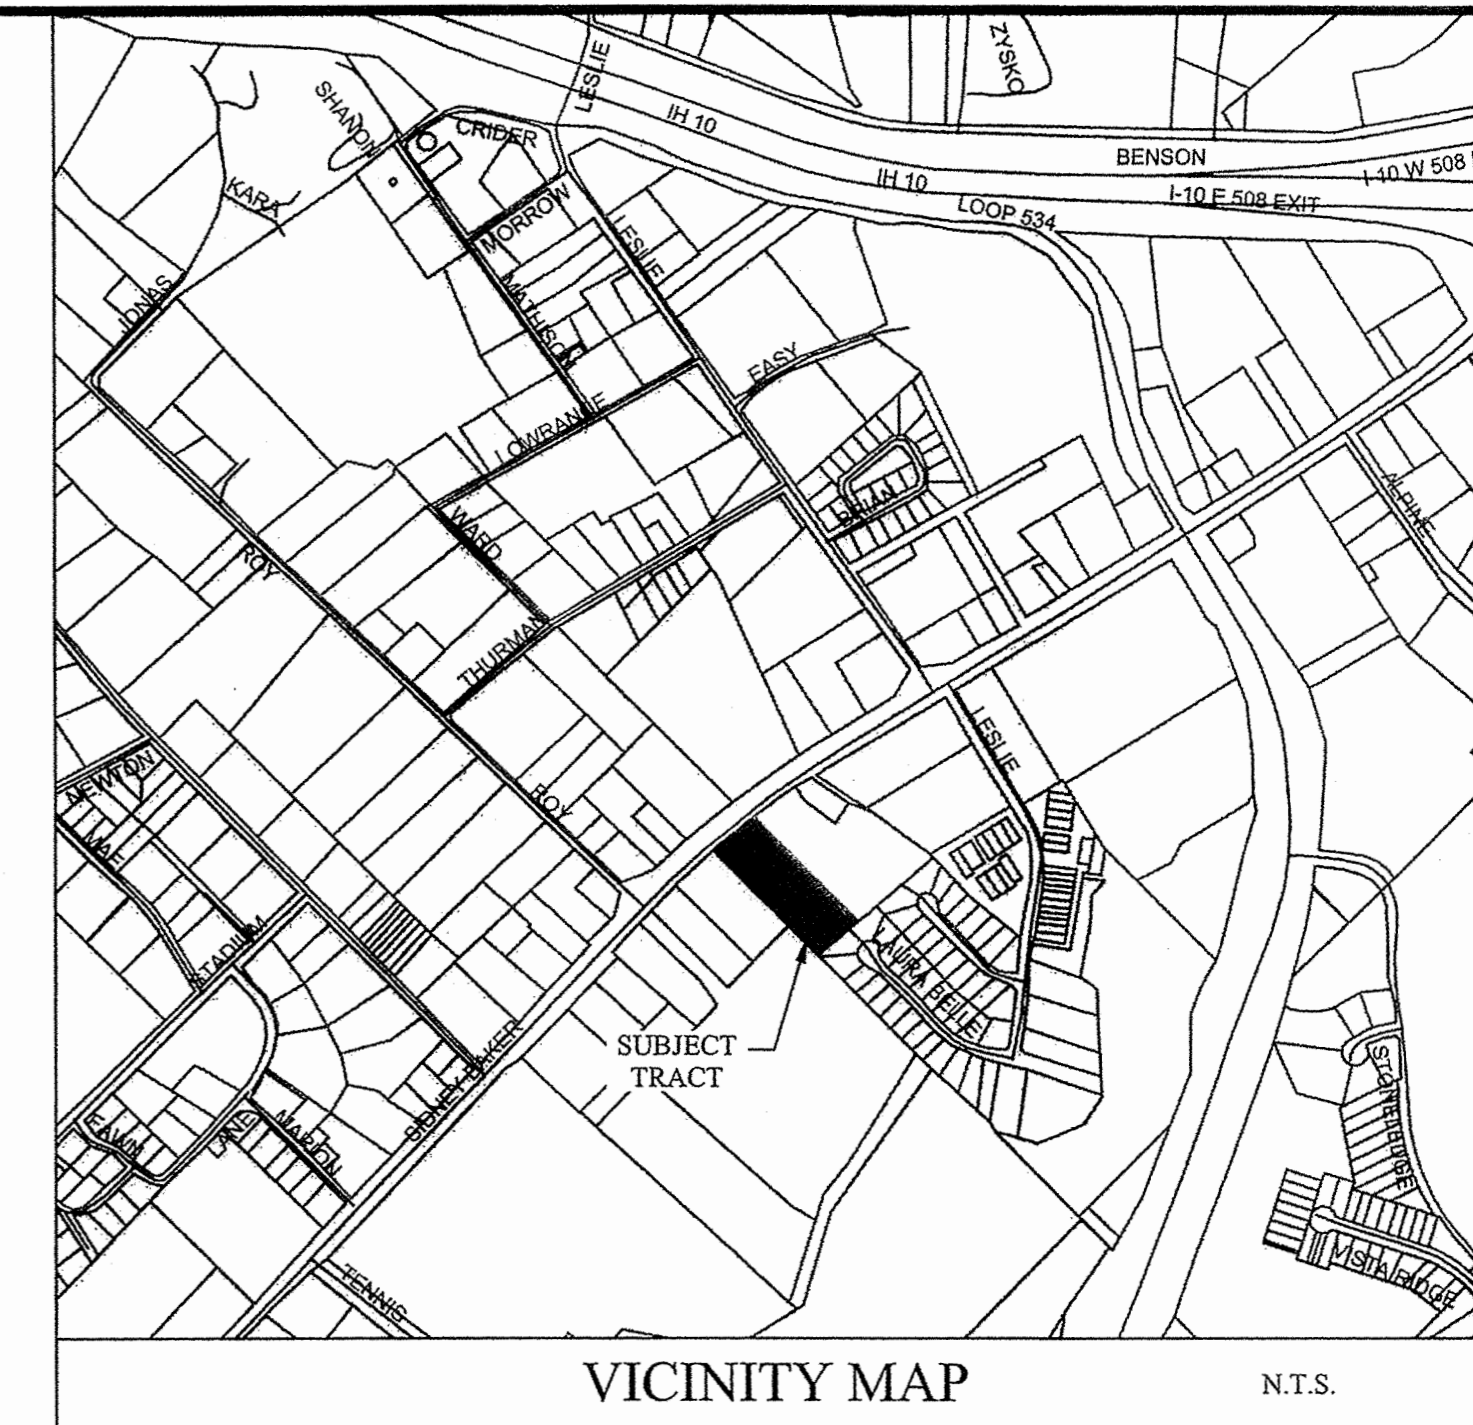 ZYSKO
LESLIE
SHANON
IH 10
CRIDER
BENSON
I-10 W 508
KARA
IH 10
I-10 E 508 EXIT
LOOP 534
MORROW
LESLIE
JONAS
MATHISON
EASY
LOWRANCE
BRIAN
ALPINE
WARD
ROY
THURMAN
LESLIE
NEWTON
ROY
MAE
STADIUM
LAURA BELLE
SIDNEY BAKER
SUBJECT
TRACT
STONELEDGE
FAWN
LANE
MARION
VISTA RIDGE
TENNIS
VICINITY MAP
N.T.S.